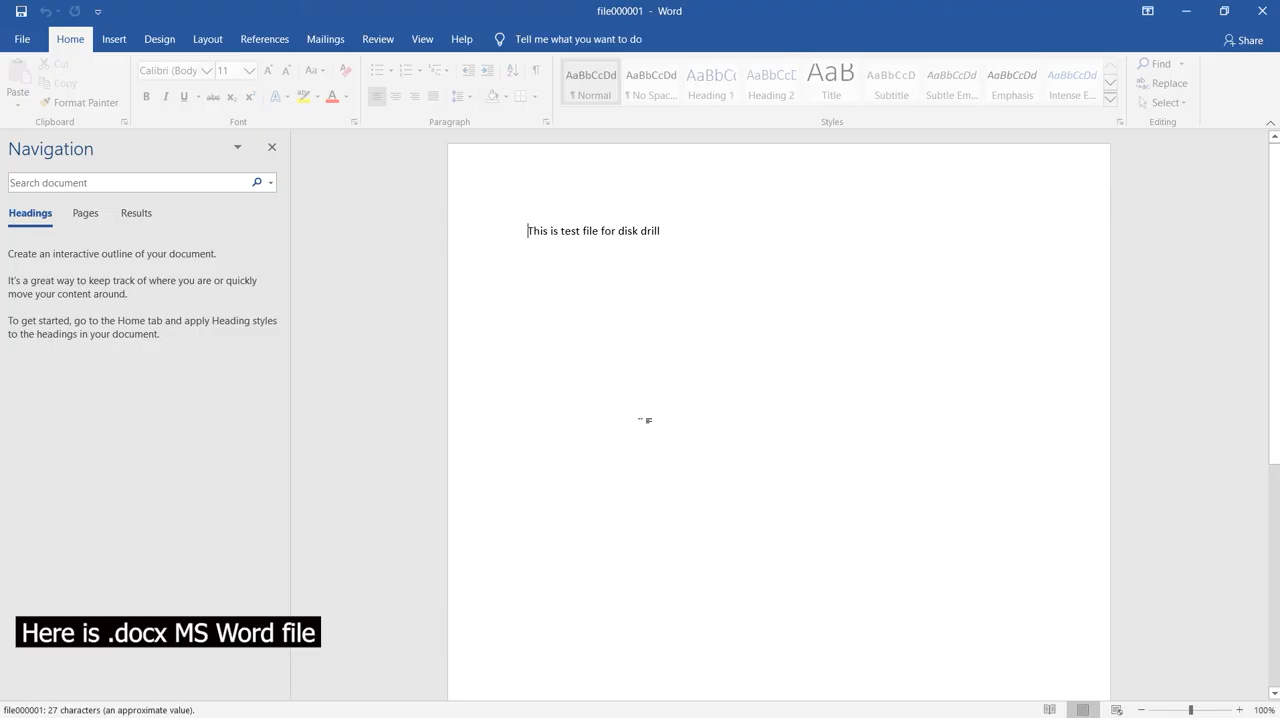 file000001 - Word
File Home Insert Design Layout References Mailings Review View Help Tell me what you want to do Share
Paste
Cut
Copy
Format Painter
Clipboard
Calibri (Body 11
Font
Paragraph
AaBbCcDd AaBbCcDd AaBbCc AaBbCcD AaB AaBbCcDd AaBbCcDd AaBbCcDd AaBbCcDd
¶ Normal ¶ No Spac... Heading 1 Heading 2 Title Subtitle Subtle Em... Emphasis Intense E...
Styles
Find
Replace
Select
Editing
Navigation
Search document
Headings Pages Results
Create an interactive outline of your document.
It's a great way to keep track of where you are or quickly
move your content around.
To get started, go to the Home tab and apply Heading styles
to the headings in your document.
This is test file for disk drill
Here is .docx MS Word file
file000001: 27 characters (an approximate value).
100%